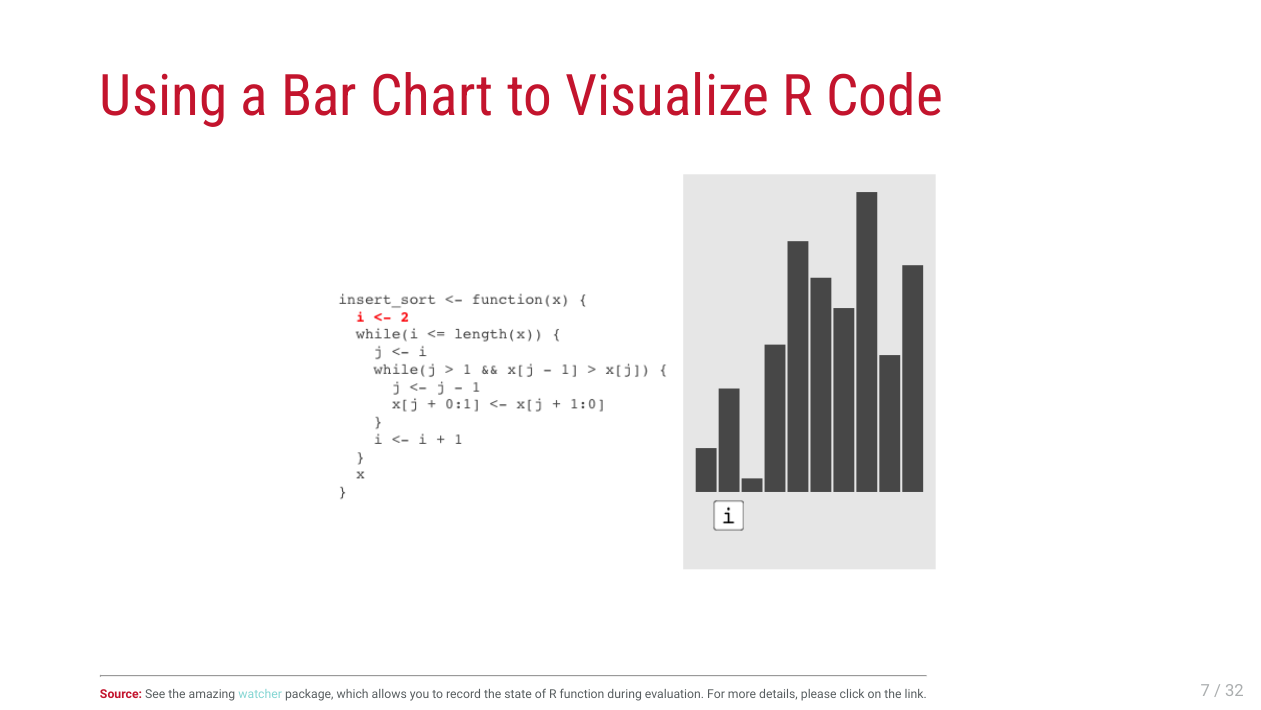 Using a Bar Chart to Visualize R Code
insert_sort <- function(x) {
  i <- 2
  while(i <= length(x)) {
    j <- i
    while(j > 1 && x[j - 1] > x[j]) {
      j <- j - 1
      x[j + 0:1] <- x[j + 1:0]
    }
    i <- i + 1
  }
  x
}
i
Source: See the amazing watcher package, which allows you to record the state of R function during evaluation. For more details, please click on the link.
7 / 32